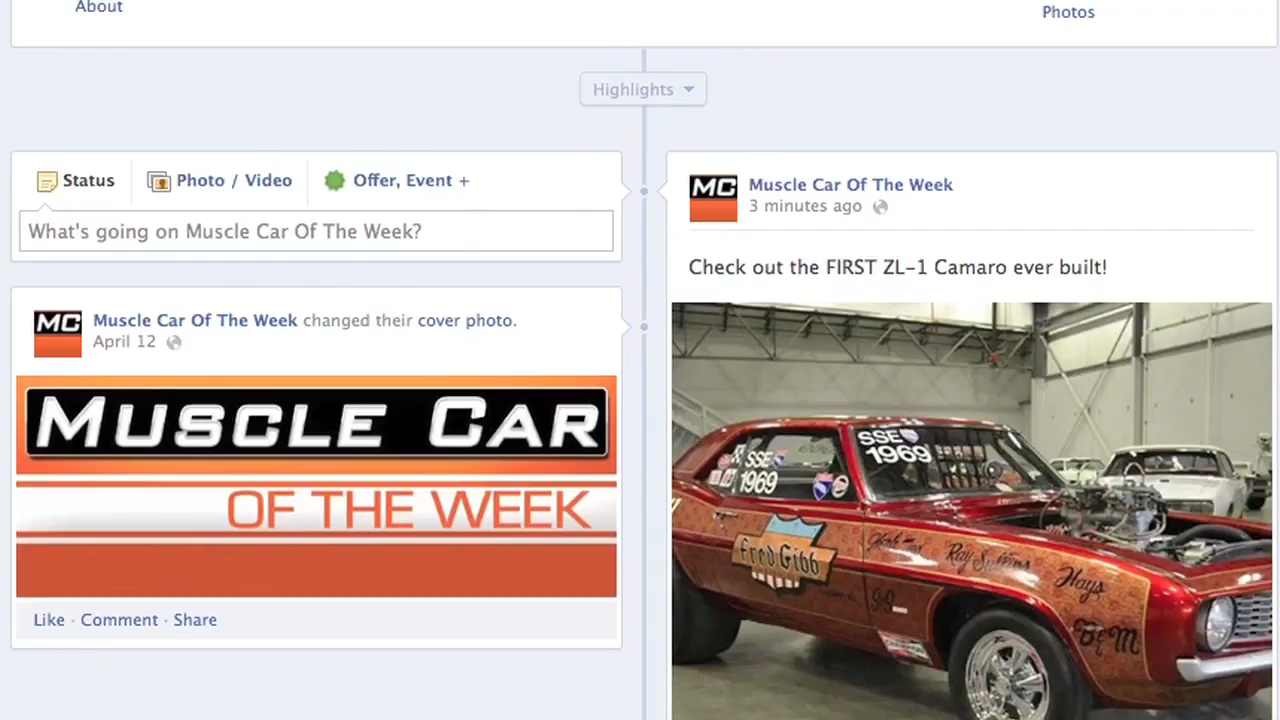 About
Photos
Highlights
Status
Photo / Video
Offer, Event +
What's going on Muscle Car Of The Week?
MC
Muscle Car Of The Week changed their cover photo.
April 12
MUSCLE CAR
OF THE WEEK
Like · Comment · Share
MC
Muscle Car Of The Week
3 minutes ago
Check out the FIRST ZL-1 Camaro ever built!
SSE
1969
SSE
1969
Fred Gibb
Hays
B&M